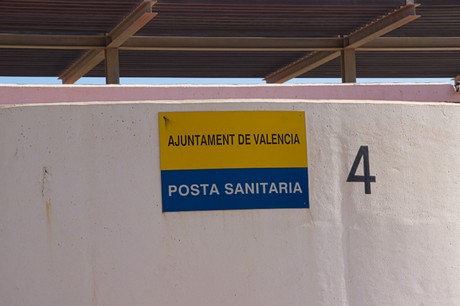 AJUNTAMENT DE VALENCIA
POSTA SANITARIA
4